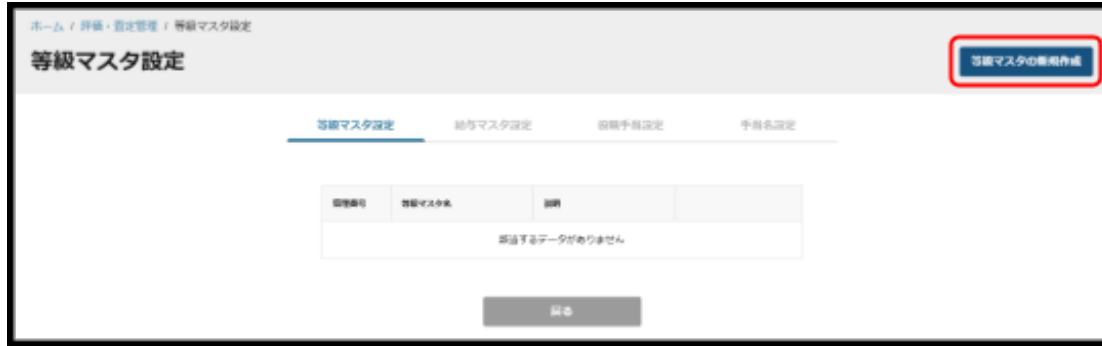 ホーム / 評価・査定管理 / 等級マスタ設定
等級マスタ設定
等級マスタの新規作成
等級マスタ設定 給与マスタ設定 役職手当設定 手当名設定
管理番号 等級マスタ名 説明
該当するデータがありません
戻る